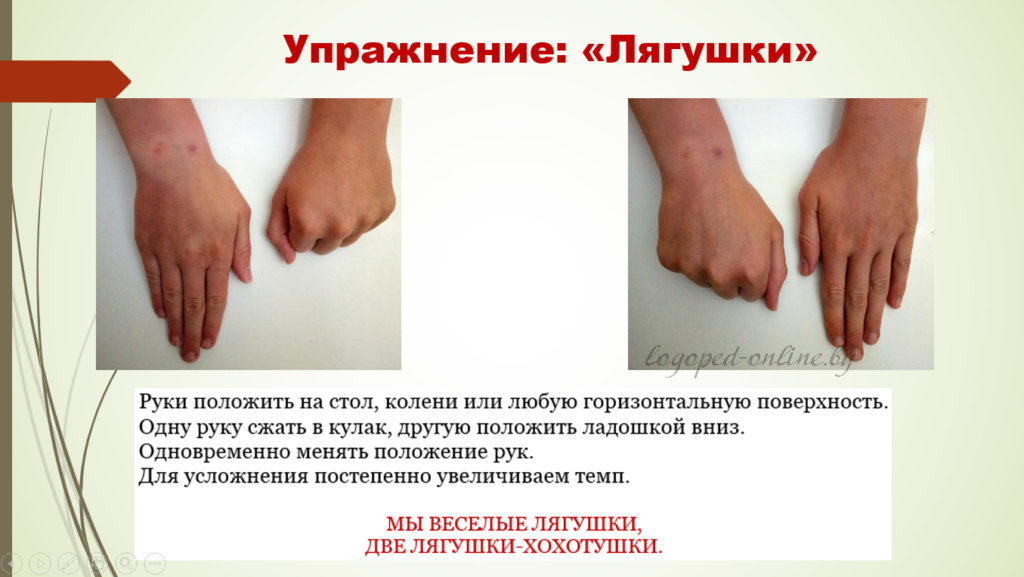 Упражнение: «Лягушки»
logoped-online.by
Руки положить на стол, колени или любую горизонтальную поверхность.
Одну руку сжать в кулак, другую положить ладошкой вниз.
Одновременно менять положение рук.
Для усложнения постепенно увеличиваем темп.
МЫ ВЕСЕЛЫЕ ЛЯГУШКИ,
ДВЕ ЛЯГУШКИ-ХОХОТУШКИ.